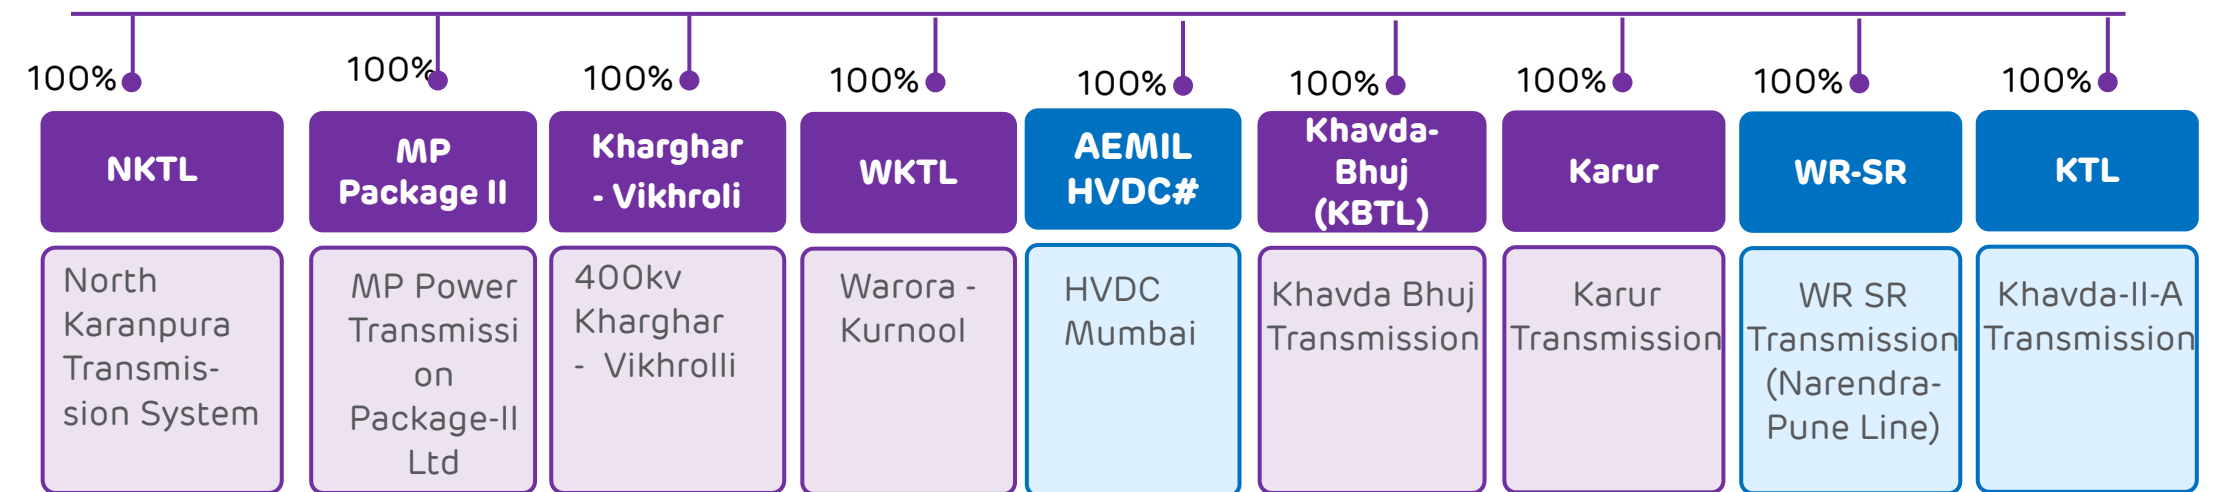 100%
100%
100%
100%
100%
100%
100%
100%
100%
NKTL
MP
Package II
Kharghar
- Vikhroli
WKTL
AEMIL
HVDC#
Khavda-
Bhuj
(KBTL)
Karur
WR-SR
KTL
North
Karanpura
Transmis-
sion System
MP Power
Transmissi
on
Package-II
Ltd
400kv
Kharghar
- Vikhrolli
Warora -
Kurnool
HVDC
Mumbai
Khavda Bhuj
Transmission
Karur
Transmission
WR SR
Transmission
(Narendra-
Pune Line)
Khavda-II-A
Transmission